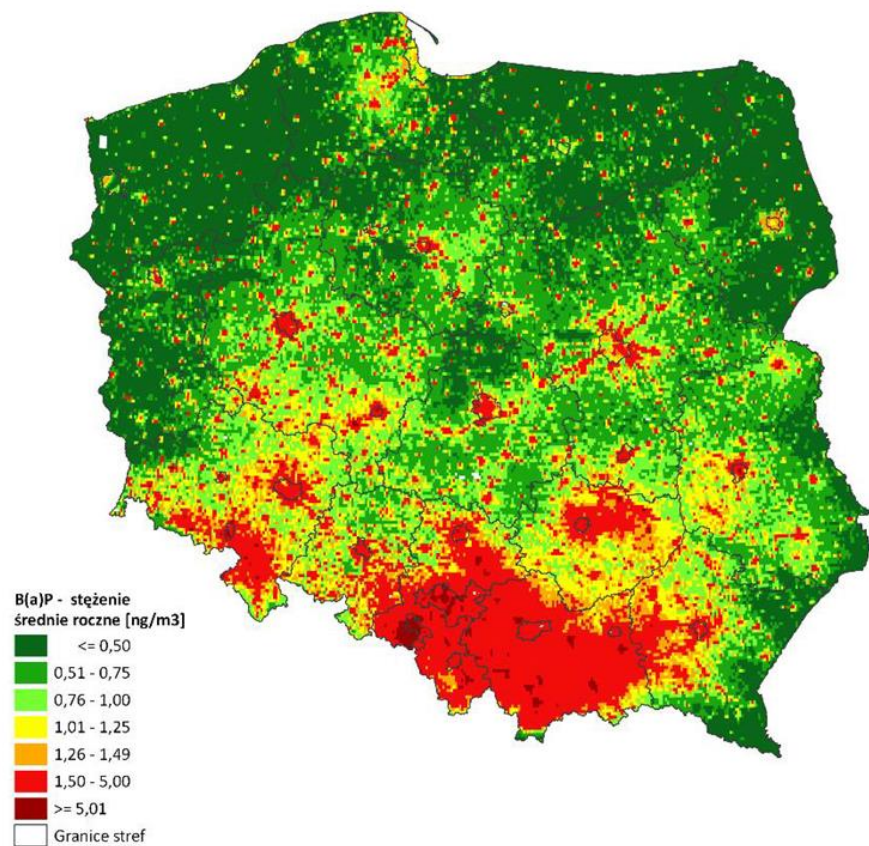 B(a)P - stężenie
średnie roczne [ng/m3]
<= 0,50
0,51 - 0,75
0,76 - 1,00
1,01 - 1,25
1,26 - 1,49
1,50 - 5,00
>= 5,01
Granice stref